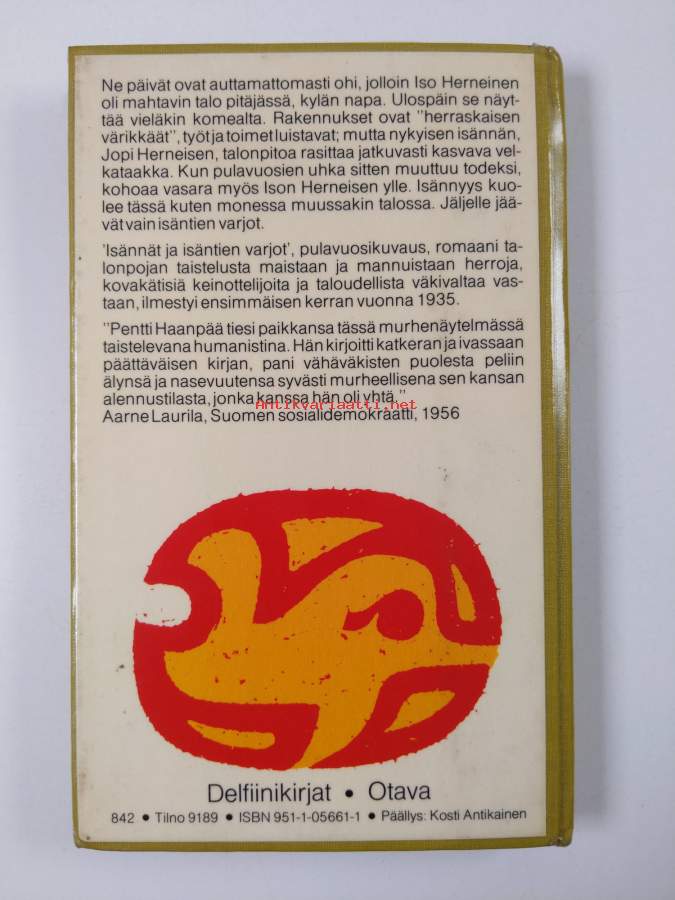 Ne päivät ovat auttamattomasti ohi, jolloin Iso Herneinen
oli mahtavin talo pitäjässä, kylän napa. Ulospäin se näyt-
tää vieläkin komealta. Rakennukset ovat "herraskaisen
värikkäät", työt ja toimet luistavat; mutta nykyisen isännän,
Jopi Herneisen, talonpitoa rasittaa jatkuvasti kasvava vel-
kataakka. Kun pulavuosien uhka sitten muuttuu todeksi,
kohoaa vasara myös Ison Herneisen ylle. Isännyys kuo-
lee tässä kuten monessa muussakin talossa. Jäljelle jää-
vät vain isäntien varjot.
'Isännät ja isäntien varjot', pulavuosikuvaus, romaani ta-
lonpojan taistelusta maistaan ja mannuistaan herroja,
kovakätisiä keinottelijoita ja taloudellista väkivaltaa vas-
taan, ilmestyi ensimmäisen kerran vuonna 1935.
"Pentti Haanpää tiesi paikkansa tässä murhenäytelmässä
taistelevana humanistina. Hän kirjoitti katkeran ja ivassaan
päättäväisen kirjan, pani vähäväkisten puolesta peliin
älynsä ja nasevuutensa syvästi murheellisena sen kansan
alennustilasta, jonka kanssa hän oli yhtä."
Antikvariaatti.net
Aarne Laurila, Suomen sosialidemokraatti, 1956
Delfiinikirjat • Otava
842 • Tilno 9189 • ISBN 951-1-05661-1 • Päällys: Kosti Antikainen